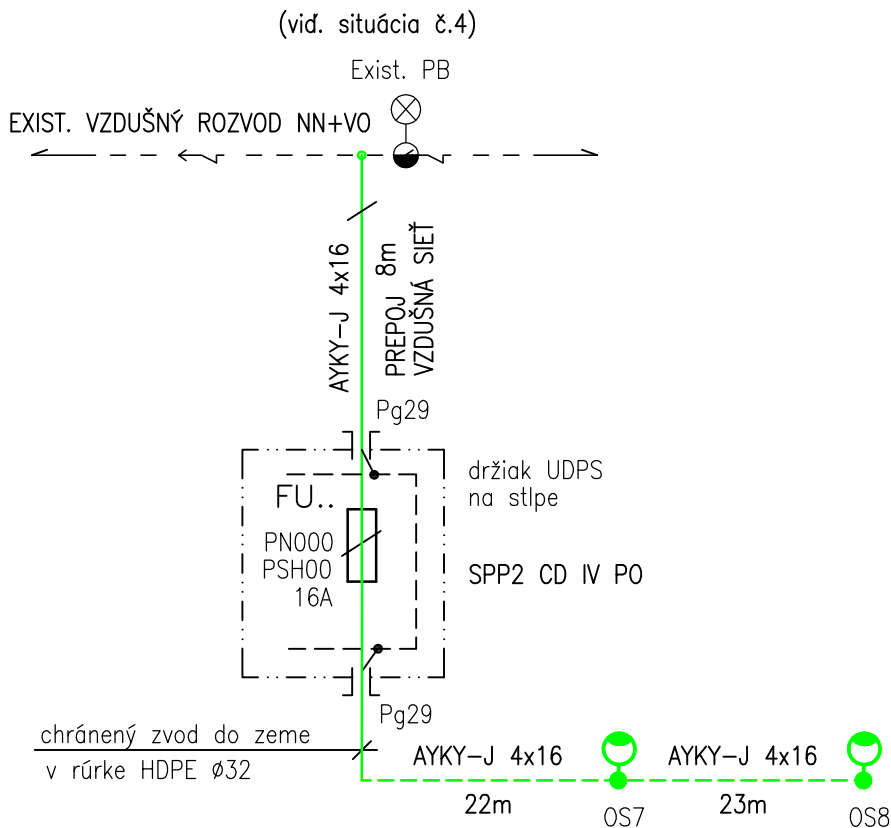 (viď. situácia č.4)
Exist. PB
EXIST. VZDUŠNÝ ROZVOD NN+VO
AYKY-J 4x16
8m
PREPOJ
VZDUŠNÁ SIEŤ
Pg29
držiak UDPS
na stlpe
FU..
PN000
PSH00
16A
SPP2 CD IV PO
Pg29
chránený zvod do zeme
v rúrke HDPE Ø32
AYKY-J 4x16
AYKY-J 4x16
22m
23m
OS7
OS8